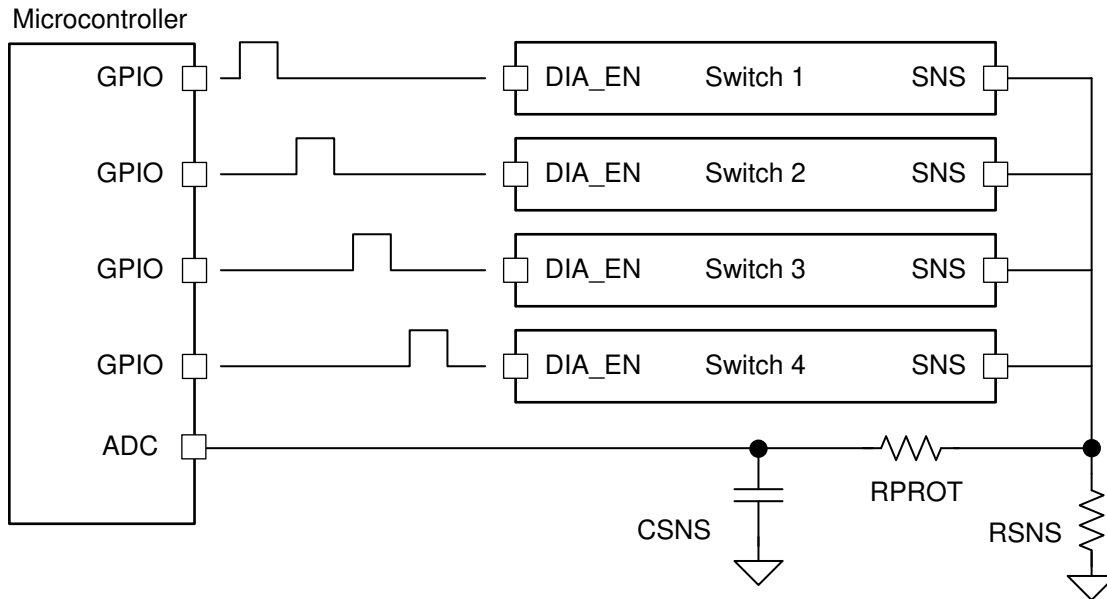 Microcontroller
GPIO DIA_EN Switch 1 SNS
GPIO DIA_EN Switch 2 SNS
GPIO DIA_EN Switch 3 SNS
GPIO DIA_EN Switch 4 SNS
ADC
RPROT
CSNS
RSNS